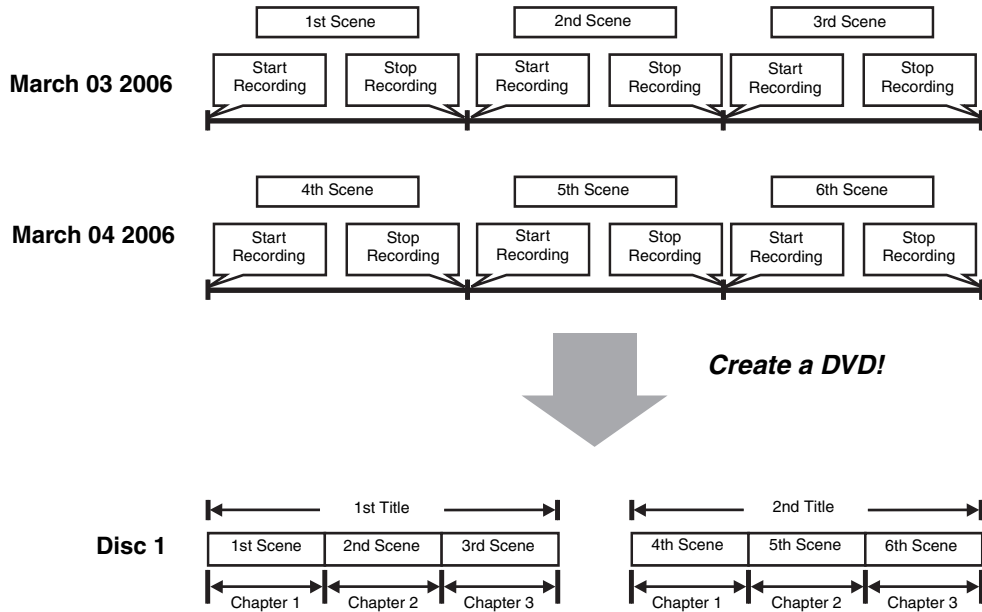 1st Scene 2nd Scene 3rd Scene
March 03 2006
Start Recording Stop Recording Start Recording Stop Recording Start Recording Stop Recording
4th Scene 5th Scene 6th Scene
March 04 2006
Start Recording Stop Recording Start Recording Stop Recording Start Recording Stop Recording
Create a DVD!
1st Title 2nd Title
Disc 1 1st Scene 2nd Scene 3rd Scene 4th Scene 5th Scene 6th Scene
Chapter 1 Chapter 2 Chapter 3 Chapter 1 Chapter 2 Chapter 3